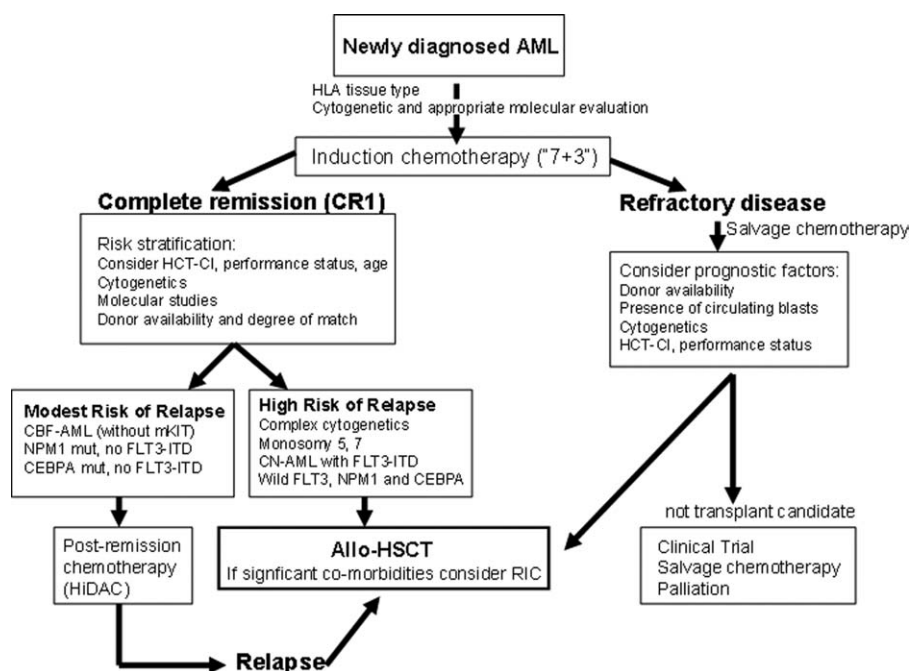 Newly diagnosed AML
HLA tissue type
Cytogenetic and appropriate molecular evaluation
Induction chemotherapy ("7+3")
Complete remission (CR1)
Risk stratification:
Consider HCT-CI, performance status, age
Cytogenetics
Molecular studies
Donor availability and degree of match
Refractory disease
Salvage chemotherapy
Consider prognostic factors:
Donor availability
Presence of circulating blasts
Cytogenetics
HCT-CI, performance status
Modest Risk of Relapse
CBF-AML (without mKIT)
NPM1 mut, no FLT3-ITD
CEBPA mut, no FLT3-ITD
High Risk of Relapse
Complex cytogenetics
Monosomy 5, 7
CN-AML with FLT3-ITD
Wild FLT3, NPM1 and CEBPA
Post-remission
chemotherapy
(HiDAC)
Allo-HSCT
If signficant co-morbidities consider RIC
not transplant candidate
Clinical Trial
Salvage chemotherapy
Palliation
Relapse